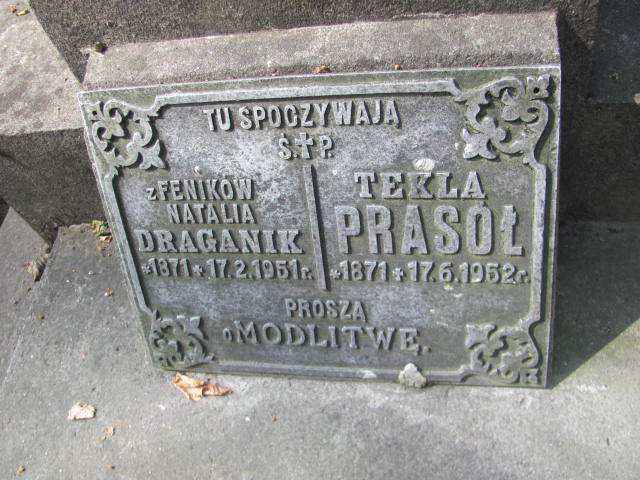 TU SPOCZYWAJĄ
Ś.†P.
z FENIKÓW
NATALIA
DRAGANIK
*1871 + 17.2.1951 r.
TEKLA
PRASOŁ
*1871 + 17.6.1952 r.
PROSZĄ
o MODLITWĘ.